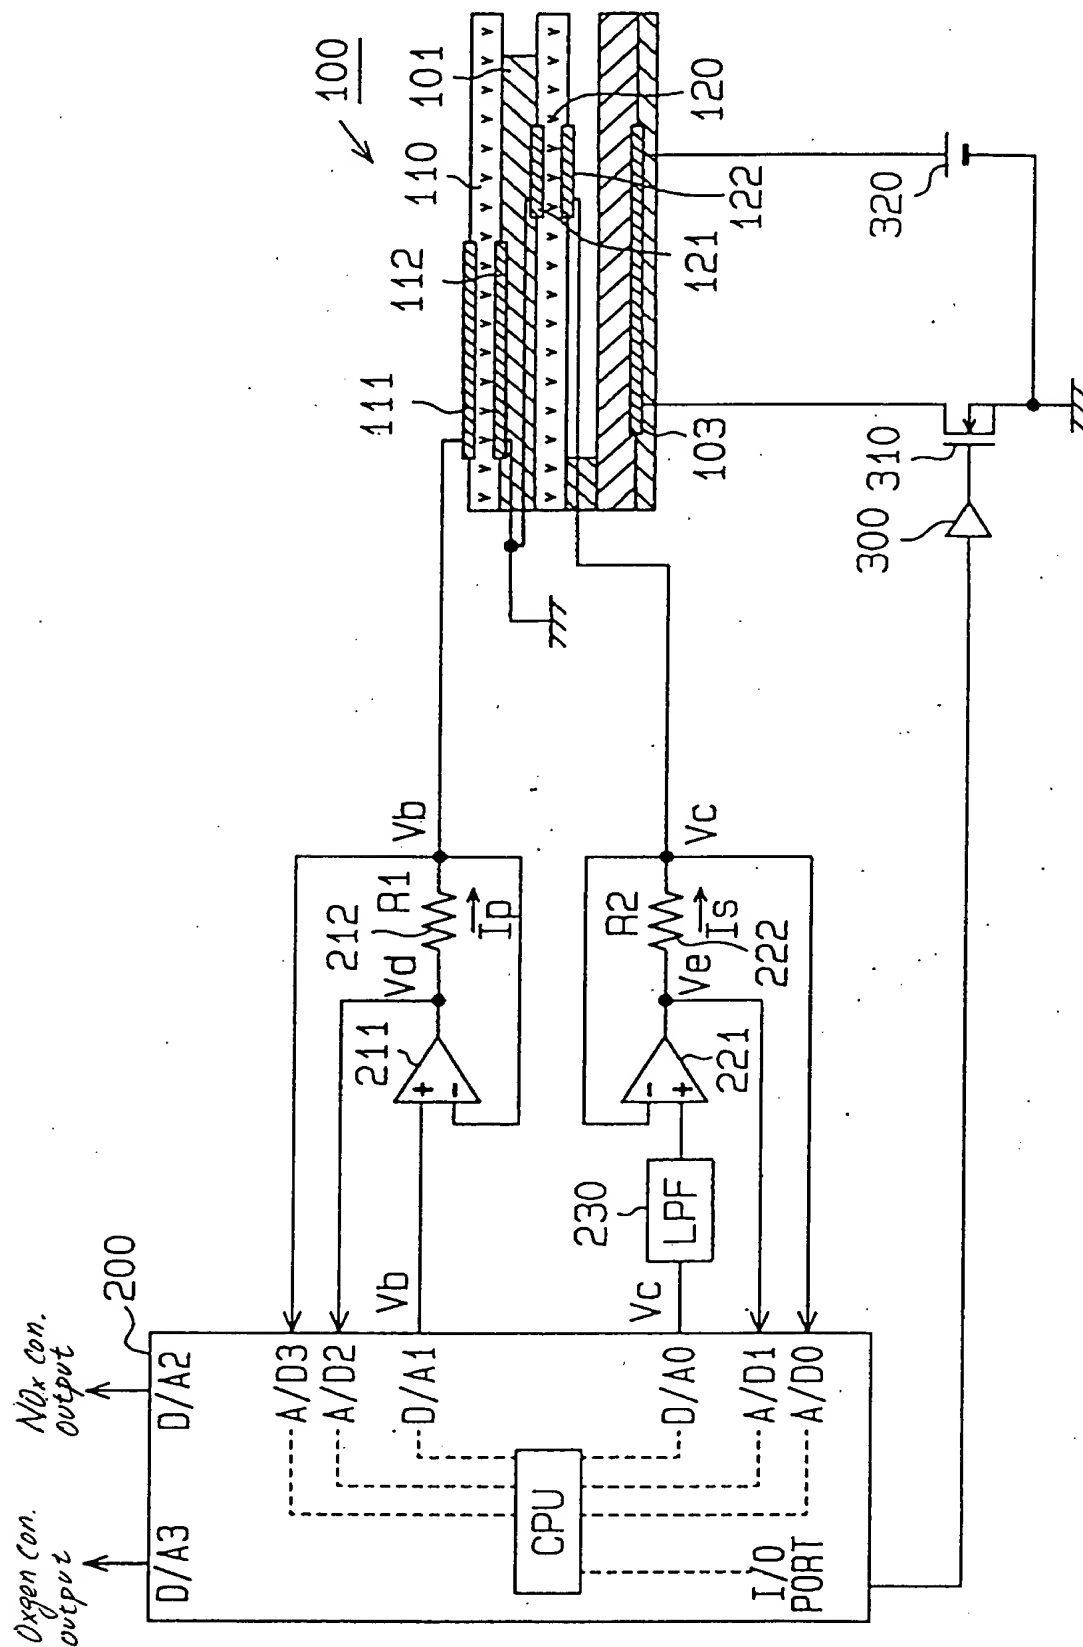 Oxgen Con.
Output
NOx Con.
Output
200
D/A3
D/A2
A/D3
A/D2
D/A1
D/A0
A/D1
A/D0
CPU
I/O
PORT
Vb
Vc
230
LPF
211
+
-
Vd
212
R1
Ip
Vb
-
+
221
Ve
222
R2
Is
Vc
100
111
112
110
101
120
122
121
103
300
310
320